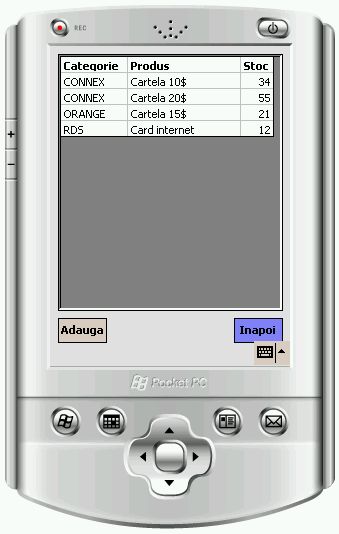 REC
Categorie Produs Stoc
CONNEX Cartela 10$ 34
CONNEX Cartela 20$ 55
ORANGE Cartela 15$ 21
RDS Card internet 12
Adauga Inapoi
Pocket PC